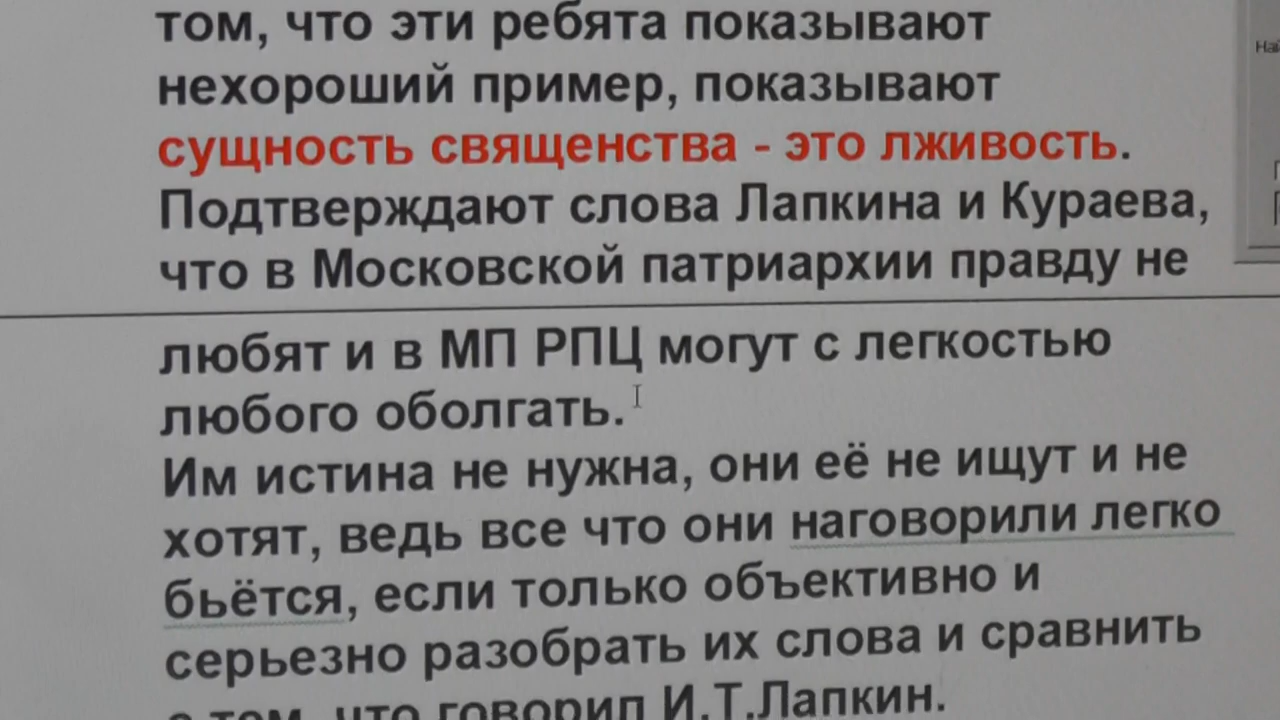 том, что эти ребята показывают
нехороший пример, показывают
сущность священства - это лживость.
Подтверждают слова Лапкина и Кураева,
что в Московской патриархии правду не
любят и в МП РПЦ могут с легкостью
любого оболгать.
Им истина не нужна, они её не ищут и не
хотят, ведь все что они наговорили легко
бьётся, если только объективно и
серьезно разобрать их слова и сравнить
с том, что говорил И.Т.Лапкин.